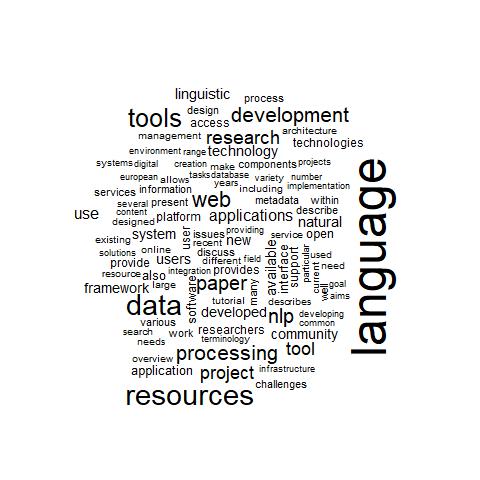 linguistic
process
tools
design
development
access
management
research
architecture
technologies
environment
range
technology
systems
digital
creation
make
components
projects
european
allows
tasks
database
variety
number
years
services
information
including
implementation
several
present
web
metadata
within
use
content
platform
applications
describe
designed
natural
system
user
issues
providing
service
open
existing
recent
new
solutions
online
discuss
available
interface
support
particular
used
provide
users
different
field
current
need
resource
also
integration
provides
well
goal
framework
large
software
paper
many
aims
language
data
tutorial
describes
various
developed
nlp
developing
common
search
work
researchers
community
needs
terminology
overview
processing
tool
application
project
infrastructure
challenges
resources